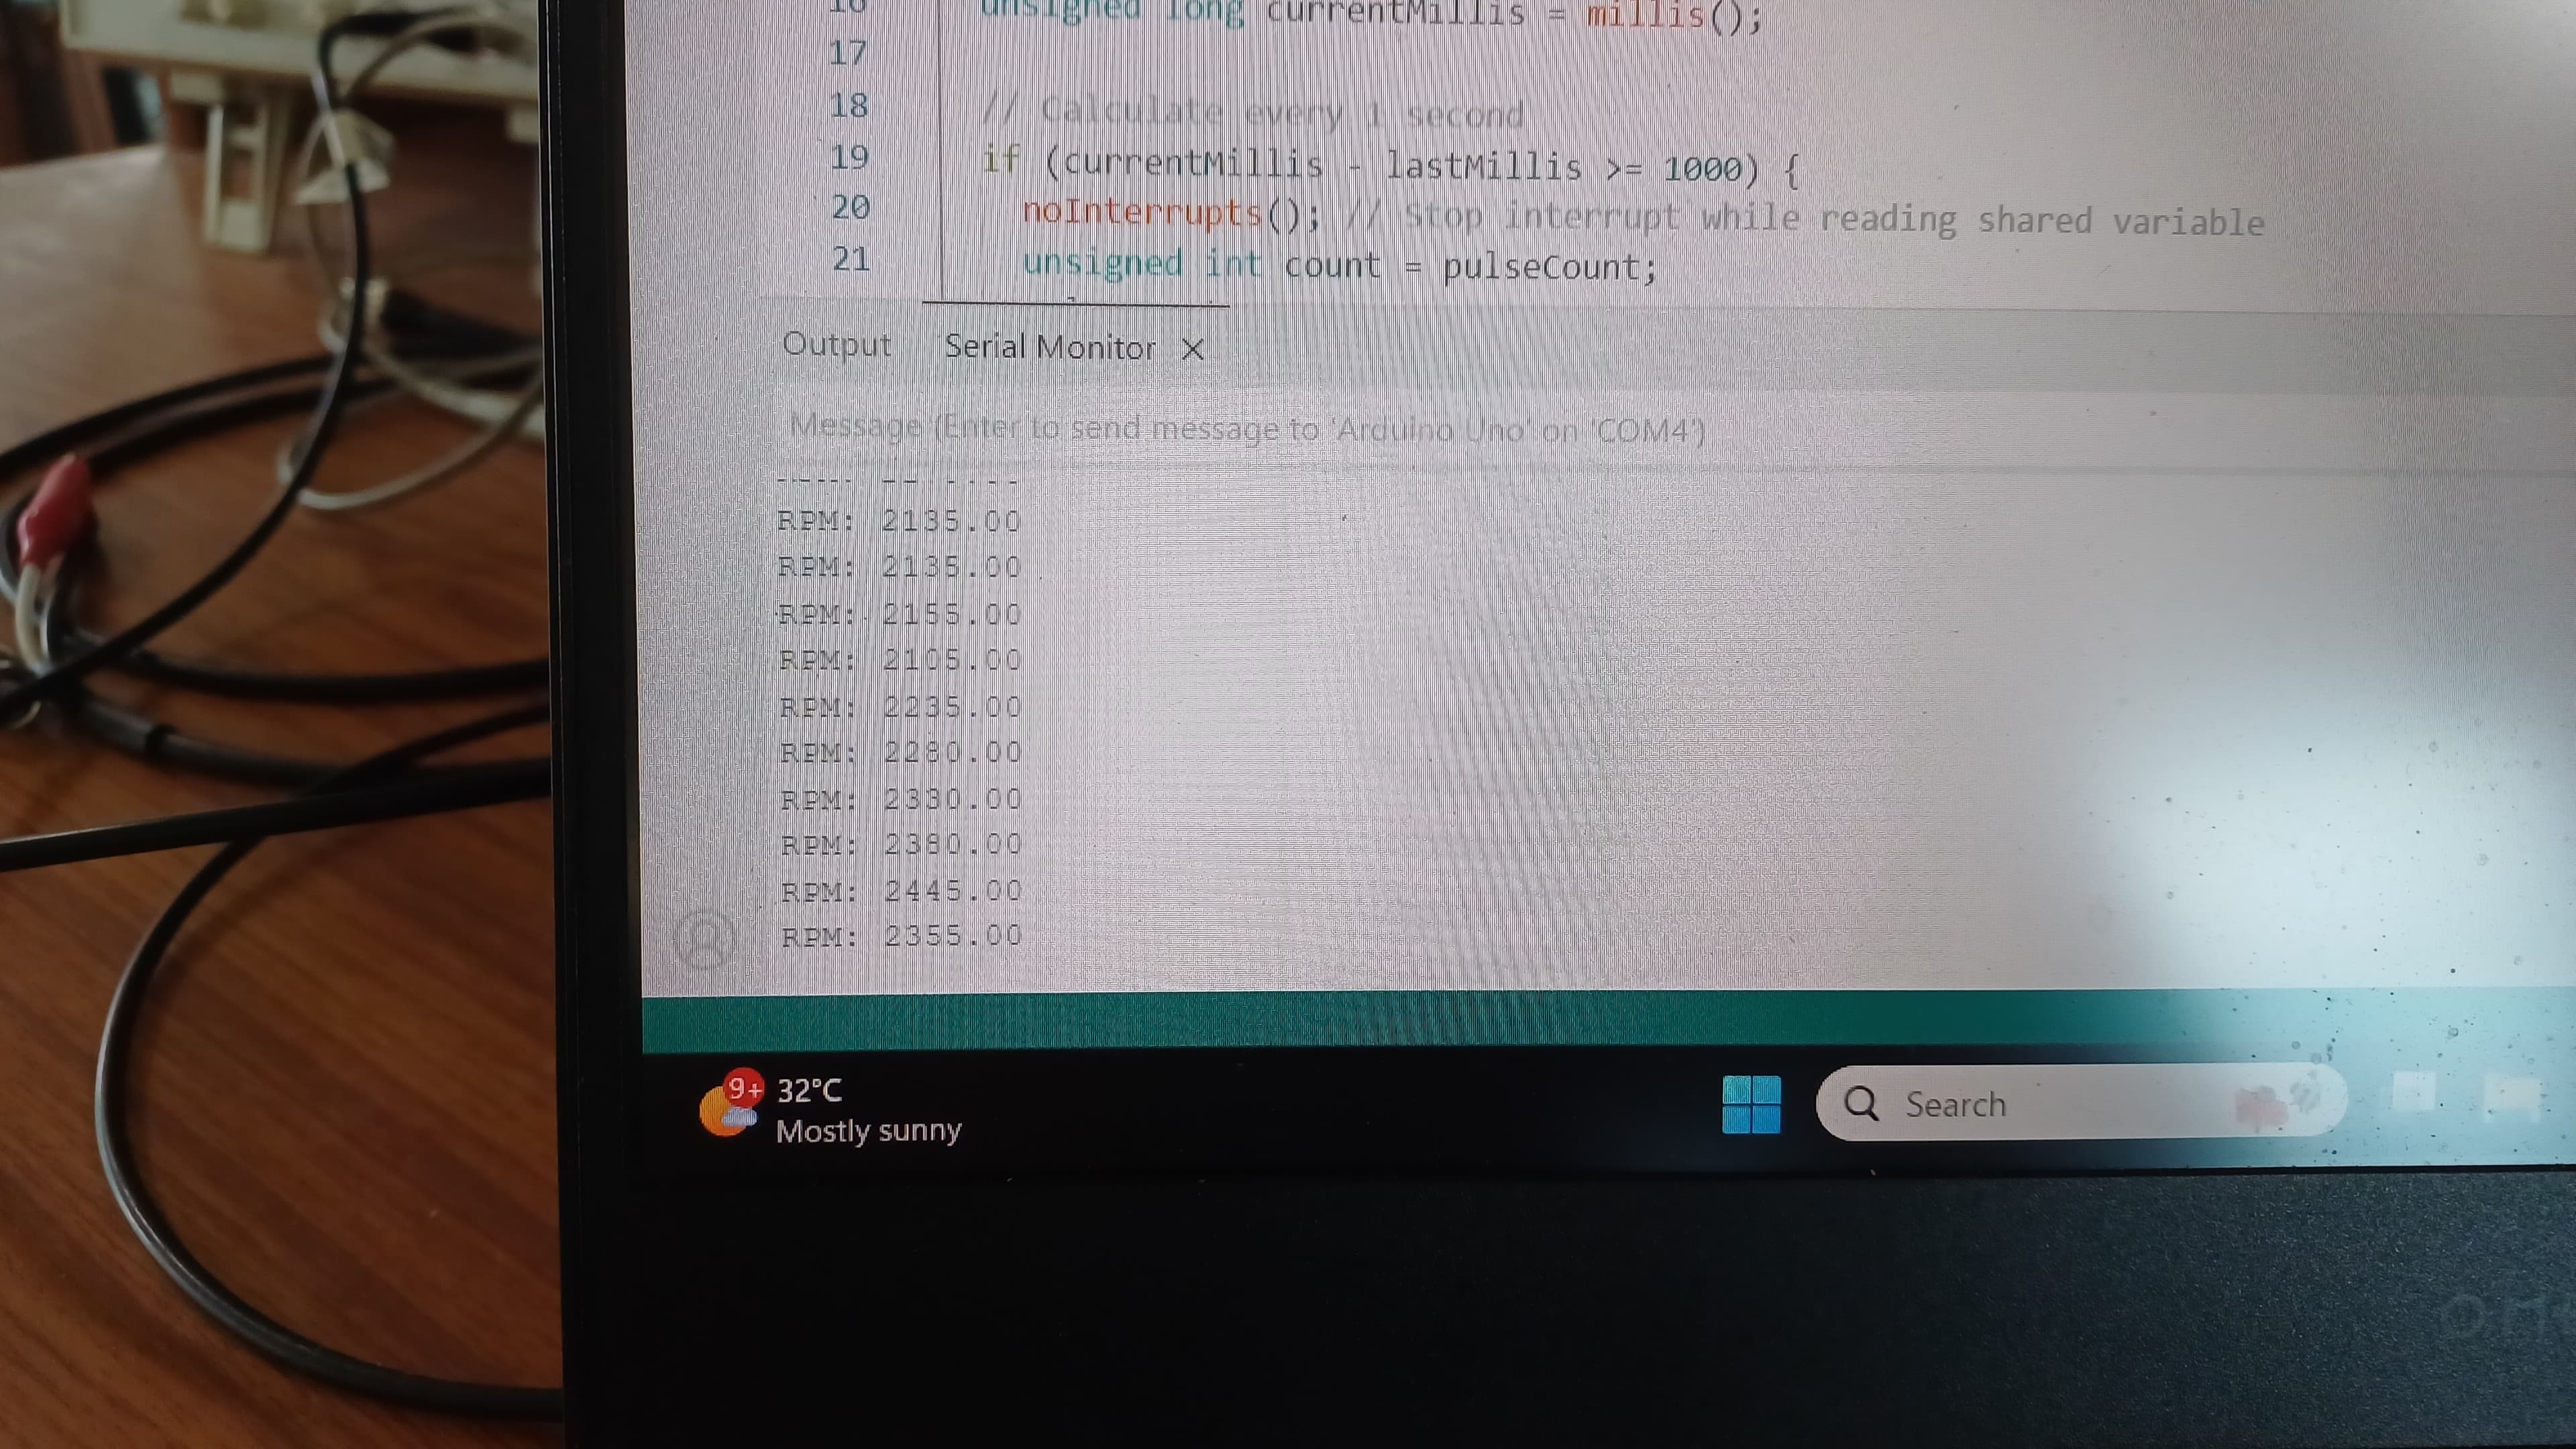 16 unsigned long currentMillis = millis();
17
18 // Calculate every 1 second
19 if (currentMillis - lastMillis >= 1000) {
20 noInterrupts(); // Stop interrupt while reading shared variable
21 unsigned int count = pulseCount;
Output Serial Monitor ×
Message (Enter to send message to 'Arduino Uno' on 'COM4')
RPM: 2135.00
RPM: 2135.00
RPM: 2155.00
RPM: 2105.00
RPM: 2235.00
RPM: 2280.00
RPM: 2330.00
RPM: 2380.00
RPM: 2445.00
RPM: 2355.00
9+ 32°C
Mostly sunny
Search